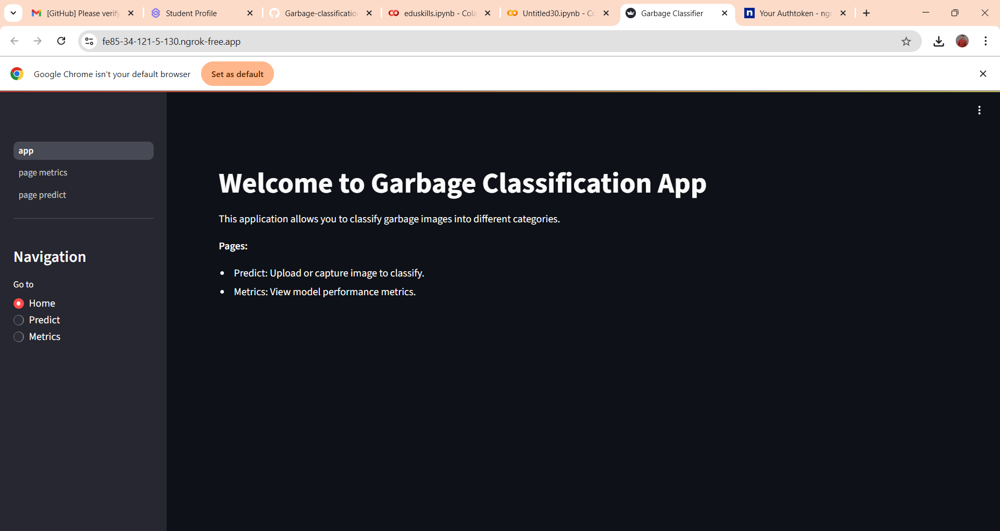 [GitHub] Please verify
Student Profile
Garbage-classificatio
eduskills.ipynb - Cola
Untitled30.ipynb - Co
Garbage Classifier
Your Authtoken - ngr
fe85-34-121-5-130.ngrok-free.app
Google Chrome isn't your default browser
Set as default
app
page metrics
page predict
Navigation
Go to
Home
Predict
Metrics
Welcome to Garbage Classification App
This application allows you to classify garbage images into different categories.
Pages:
• Predict: Upload or capture image to classify.
• Metrics: View model performance metrics.